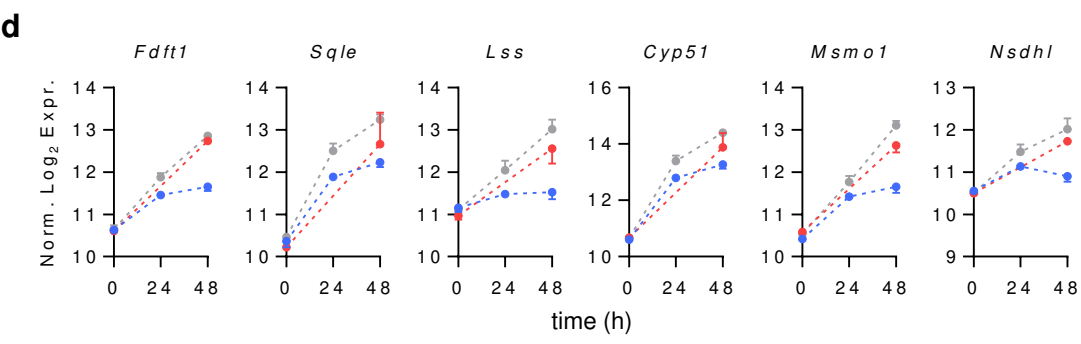 d
Fdft1 Sqle Lss Cyp51 Msmo1 Nsdhl
Norm. Log2 Expr.
14 14 14 16 14 13
13 13 13 14 13 12
12 12 12 12 12 11
11 11 11 10 11 10
10 10 10 10 9
0 24 48 0 24 48 0 24 48 0 24 48 0 24 48 0 24 48
time (h)